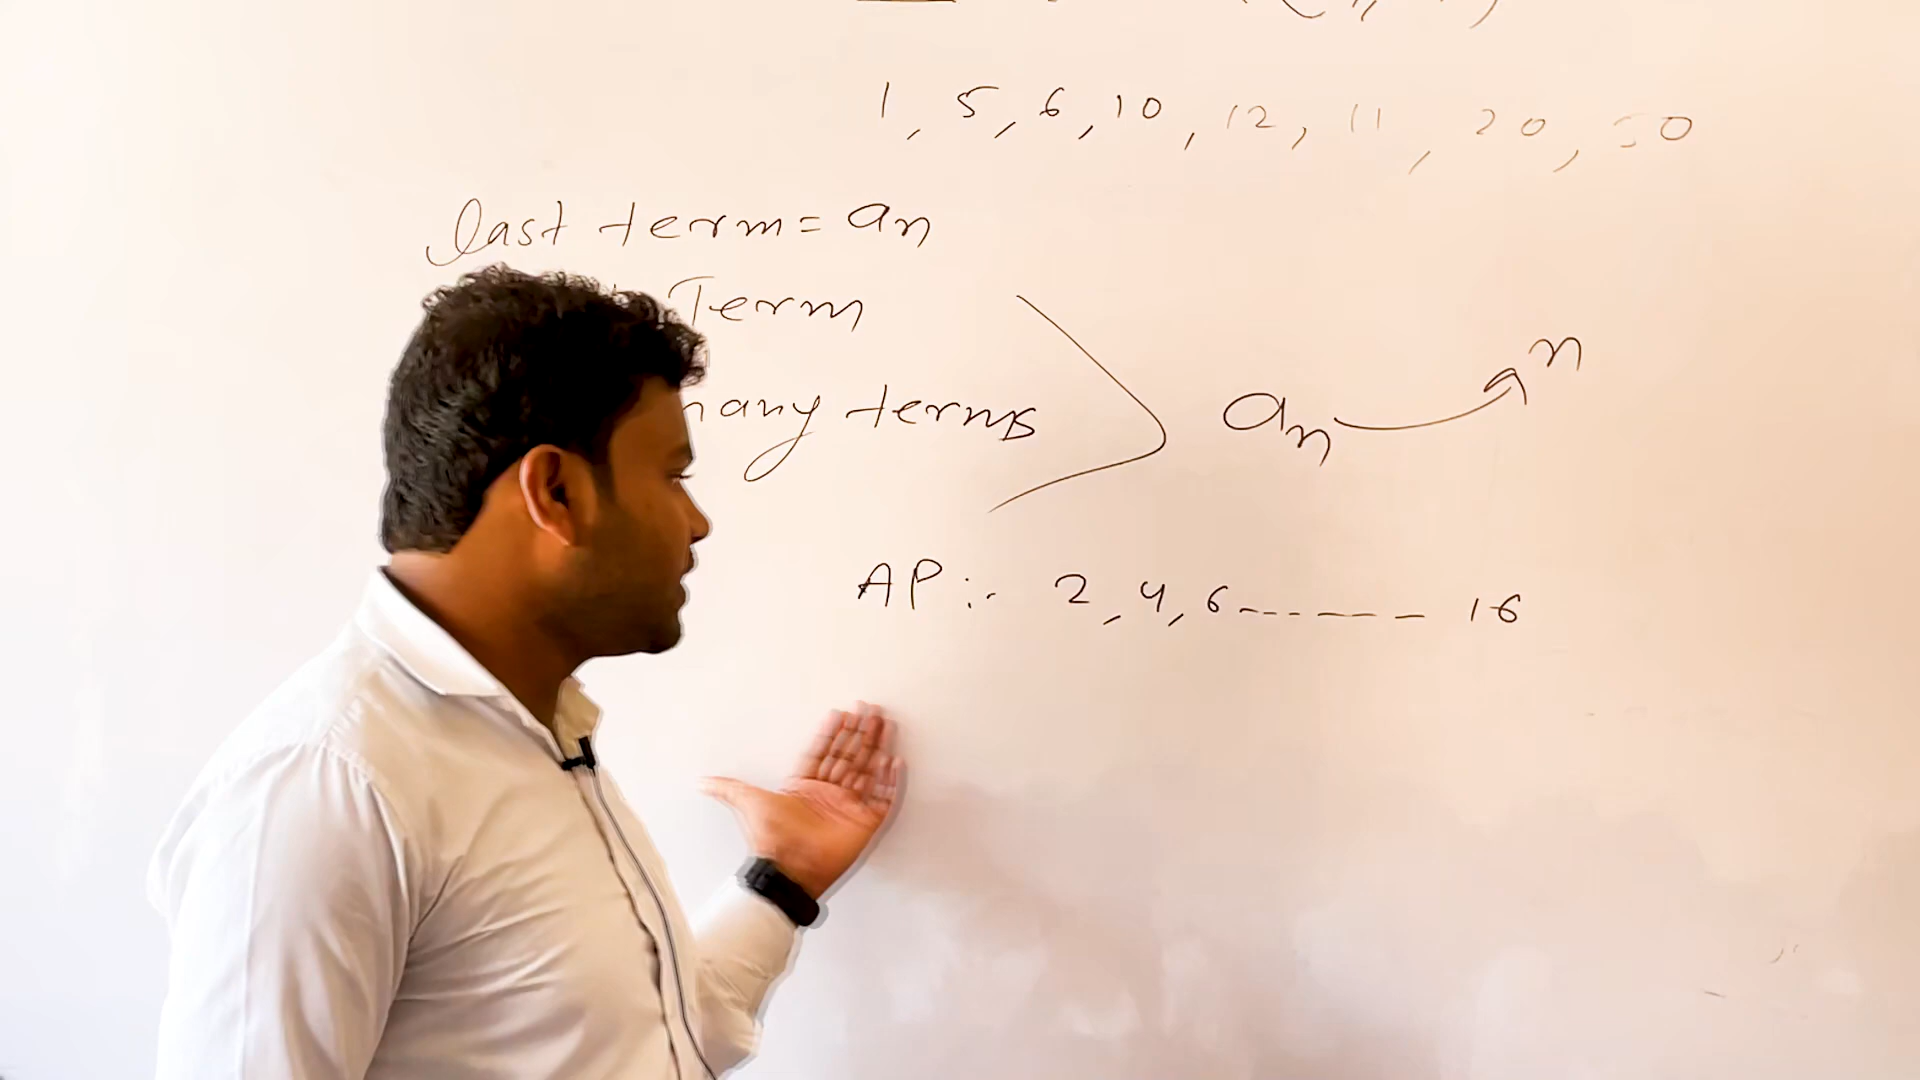 1, 5, 6, 10, 12, 11, 20, 50
last term = an
Term
many terms
an n
AP :- 2, 4, 6------ 16